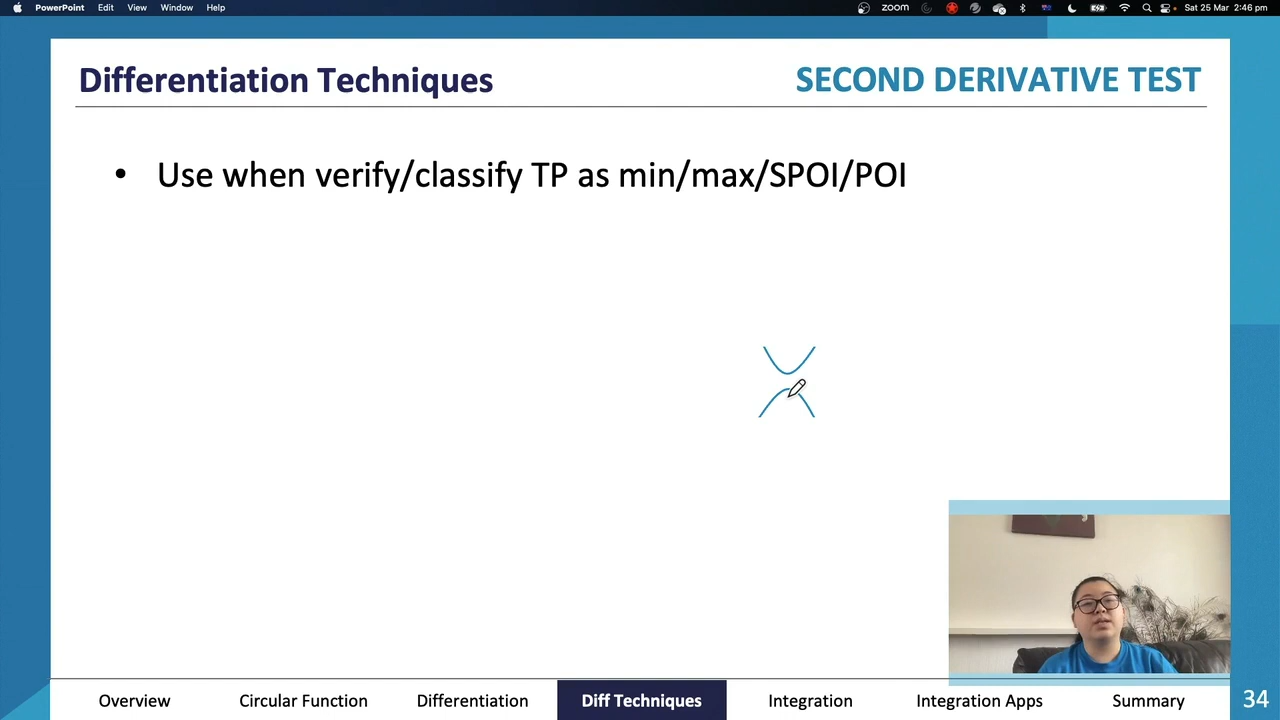 PowerPoint Edit View Window Help zoom Sat 25 Mar 2:46 pm
Differentiation Techniques SECOND DERIVATIVE TEST
• Use when verify/classify TP as min/max/SPOI/POI
Overview Circular Function Differentiation Diff Techniques Integration Integration Apps Summary 34